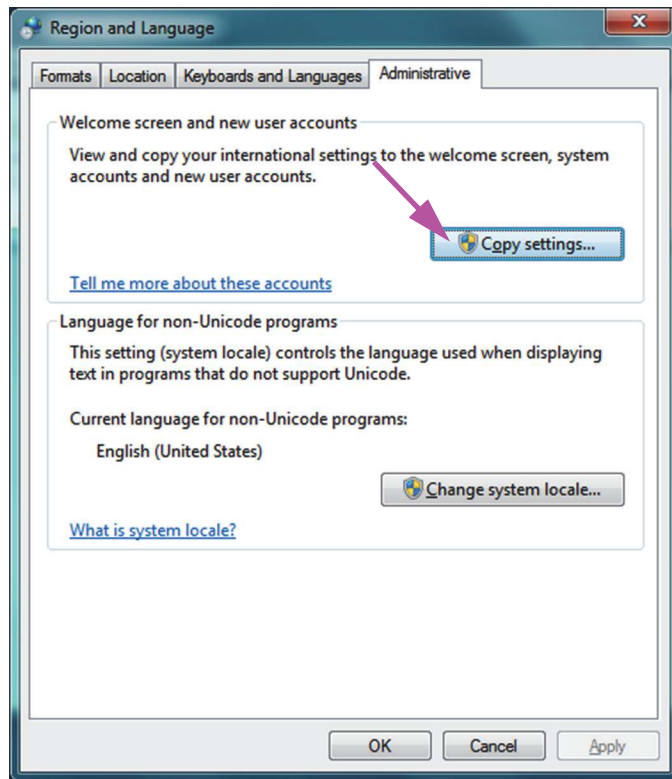 Region and Language
Formats Location Keyboards and Languages Administrative
Welcome screen and new user accounts
View and copy your international settings to the welcome screen, system
accounts and new user accounts.
Copy settings...
Tell me more about these accounts
Language for non-Unicode programs
This setting (system locale) controls the language used when displaying
text in programs that do not support Unicode.
Current language for non-Unicode programs:
English (United States)
Change system locale...
What is system locale?
OK Cancel Apply